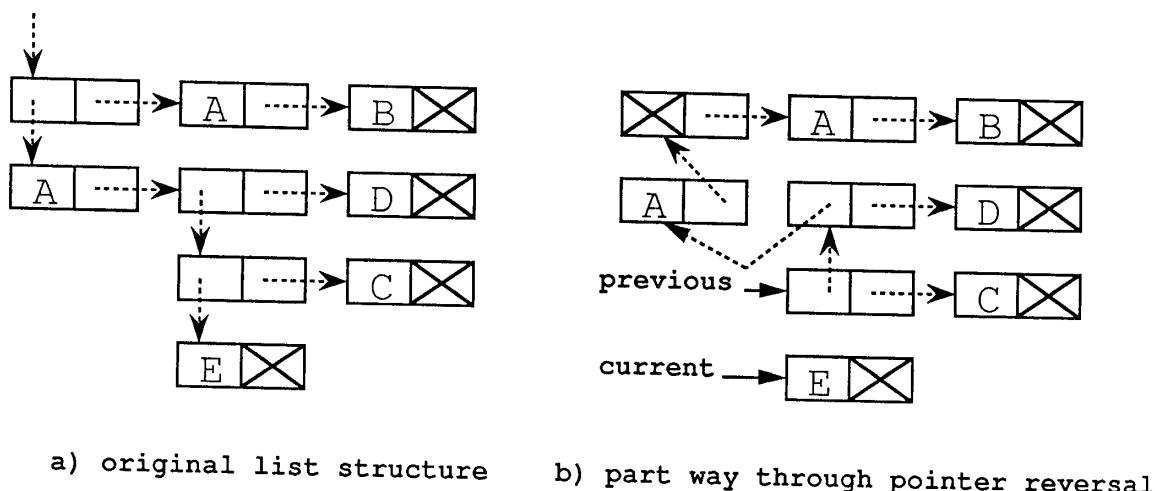 A B
A D
C
E
a) original list structure
A B
A D
previous
C
current
E
b) part way through pointer reversal